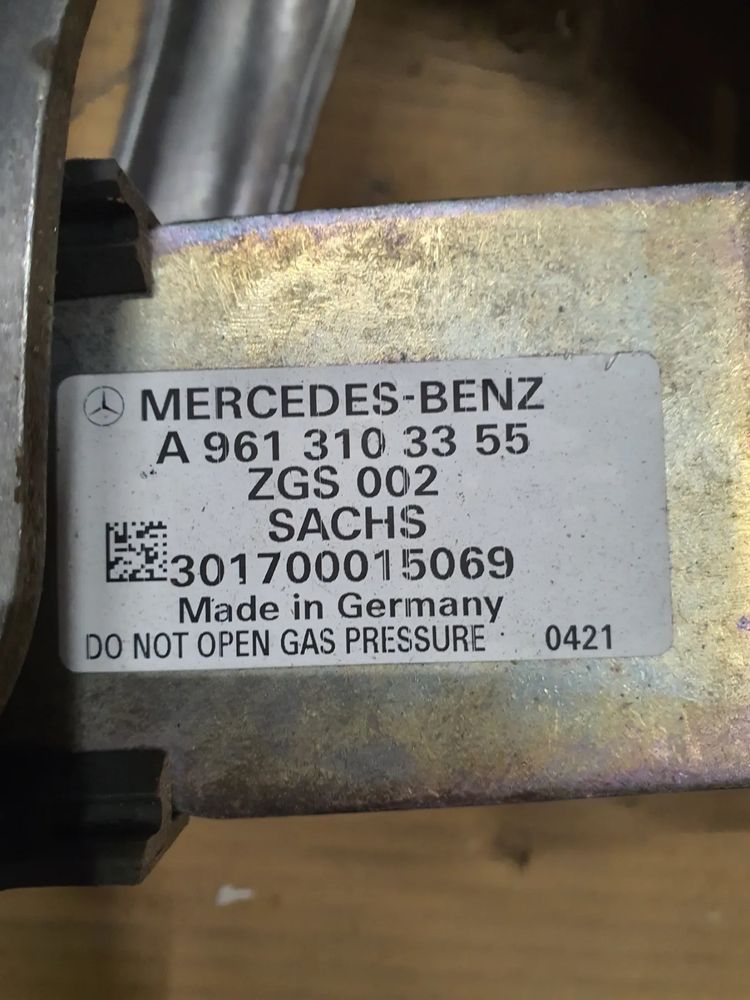 MERCEDES-BENZ
A 961 310 33 55
ZGS 002
SACHS
301700015069
Made in Germany
DO NOT OPEN GAS PRESSURE 0421